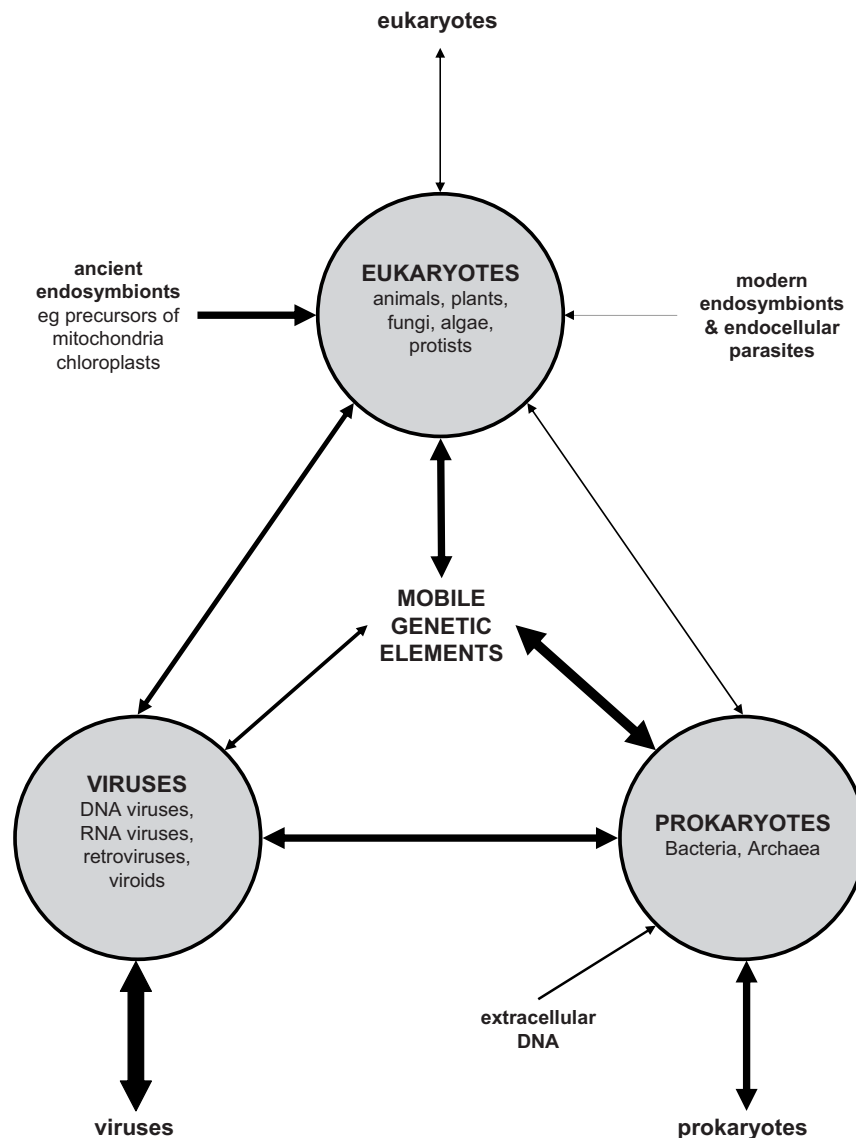 eukaryotes
EUKARYOTES
animals, plants,
fungi, algae,
protists
ancient
endosymbionts
eg precursors of
mitochondria
chloroplasts
modern
endosymbionts
& endocellular
parasites
MOBILE
GENETIC
ELEMENTS
VIRUSES
DNA viruses,
RNA viruses,
retroviruses,
viroids
PROKARYOTES
Bacteria, Archaea
extracellular
DNA
viruses
prokaryotes